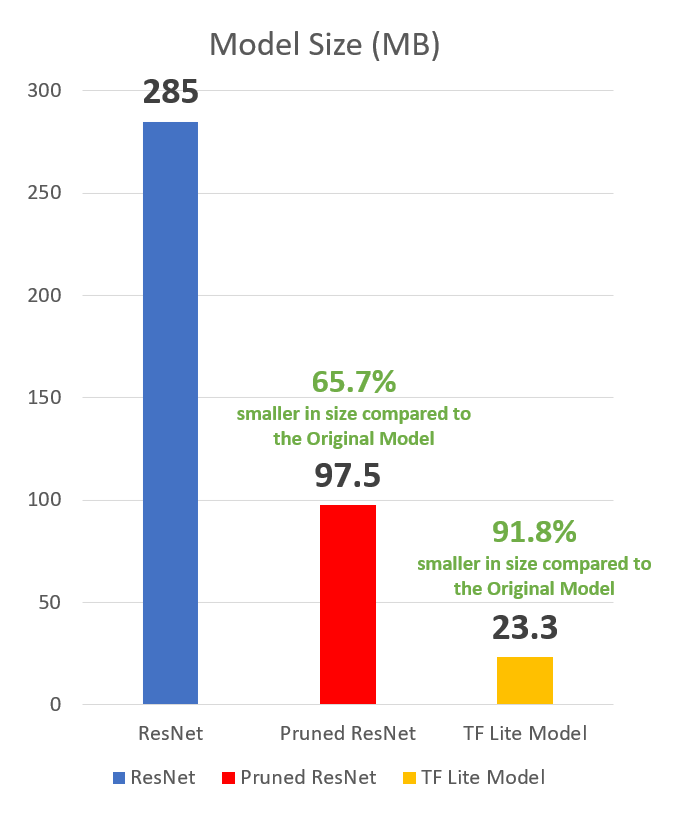 Model Size (MB)
300
285
250
200
150
65.7%
smaller in size compared to
the Original Model
97.5
100
91.8%
smaller in size compared to
the Original Model
50
23.3
0
ResNet Pruned ResNet TF Lite Model
ResNet Pruned ResNet TF Lite Model